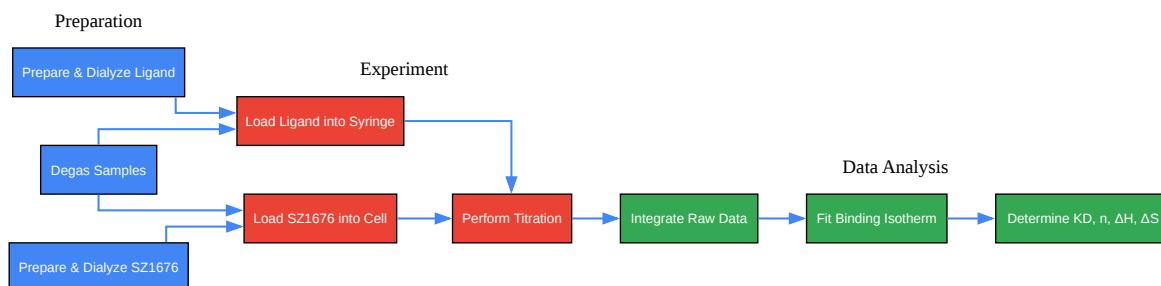 Preparation
Prepare & Dialyze Ligand
Experiment
Load Ligand into Syringe
Degas Samples
Data Analysis
Load SZ1676 into Cell
Perform Titration
Integrate Raw Data
Fit Binding Isotherm
Determine KD, n, ΔH, ΔS
Prepare & Dialyze SZ1676